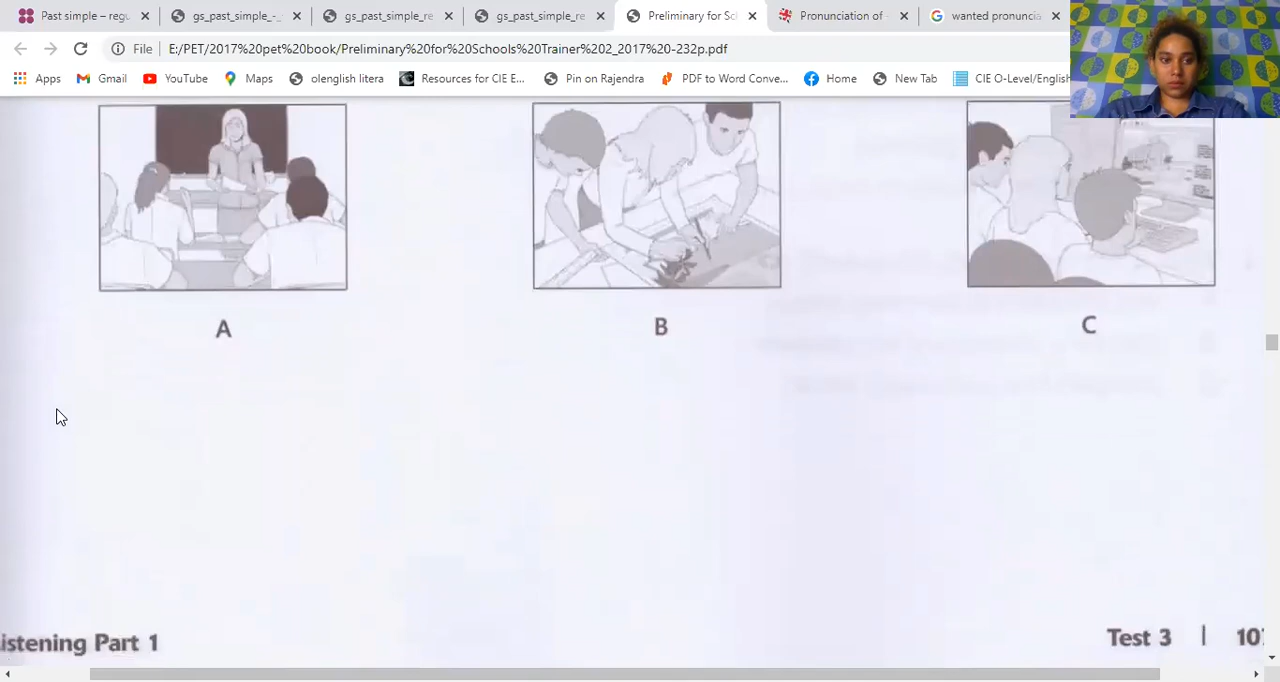 Past simple – regu
gs_past_simple_-_
gs_past_simple_re
gs_past_simple_re
Preliminary for Sc
Pronunciation of
wanted pronuncia
File
E:/PET/2017%20pet%20book/Preliminary%20for%20Schools%20Trainer%202_2017%20-232p.pdf
Apps
Gmail
YouTube
Maps
olenglish litera
Resources for CIE E...
Pin on Rajendra
PDF to Word Conve...
Home
New Tab
CIE O-Level/English
A
B
C
istening Part 1
Test 3 | 107